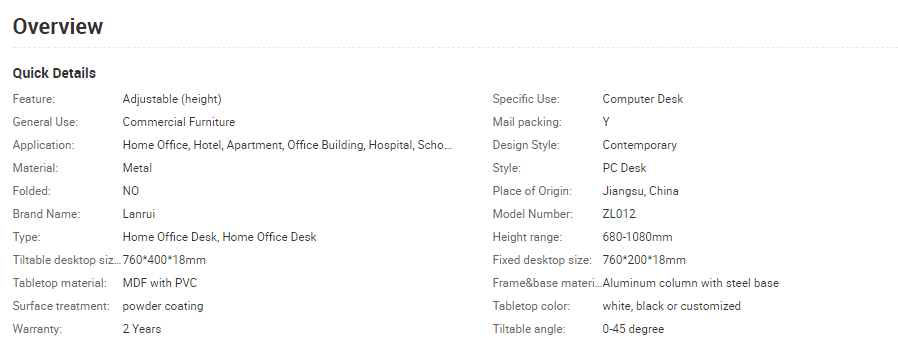 Overview
Quick Details
Feature: Adjustable (height) Specific Use: Computer Desk
General Use: Commercial Furniture Mail packing: Y
Application: Home Office, Hotel, Apartment, Office Building, Hospital, Scho... Design Style: Contemporary
Material: Metal Style: PC Desk
Folded: NO Place of Origin: Jiangsu, China
Brand Name: Lanrui Model Number: ZL012
Type: Home Office Desk, Home Office Desk Height range: 680-1080mm
Tiltable desktop siz... 760*400*18mm Fixed desktop size: 760*200*18mm
Tabletop material: MDF with PVC Frame&base materi... Aluminum column with steel base
Surface treatment: powder coating Tabletop color: white, black or customized
Warranty: 2 Years Tiltable angle: 0-45 degree